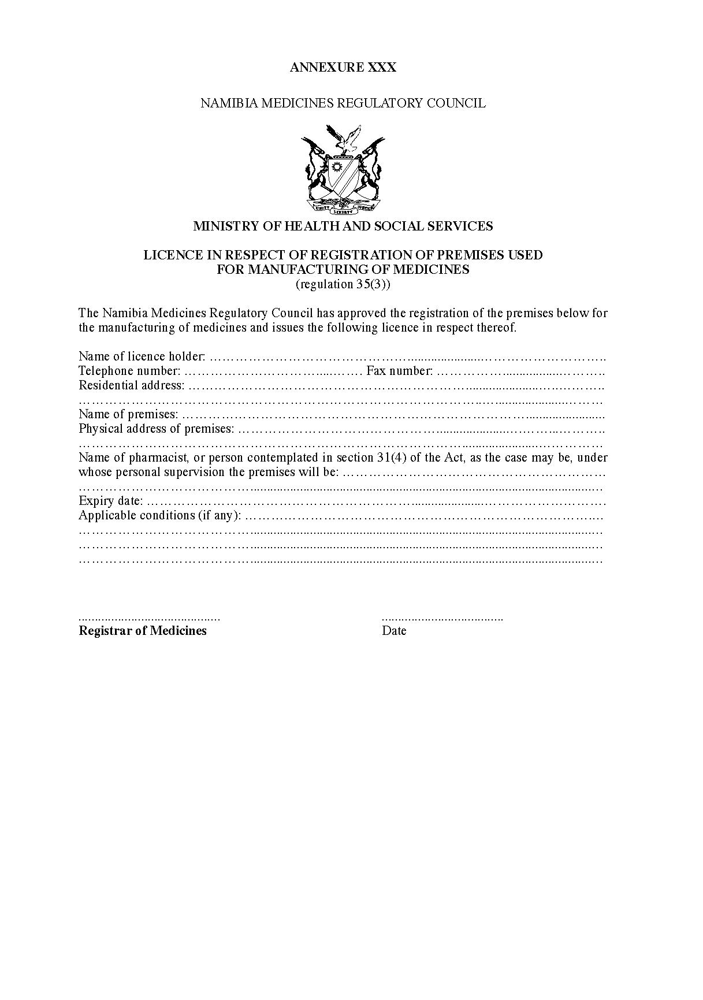 ANNEXURE XXX
NAMIBIA MEDICINES REGULATORY COUNCIL
UNITY LIBERTY JUSTICE
MINISTRY OF HEALTH AND SOCIAL SERVICES
LICENCE IN RESPECT OF REGISTRATION OF PREMISES USED
FOR MANUFACTURING OF MEDICINES
(regulation 35(3))
The Namibia Medicines Regulatory Council has approved the registration of the premises below for
the manufacturing of medicines and issues the following licence in respect thereof.
Name of licence holder: ……………………………………………………
Telephone number: ………………………………. Fax number: ………………………………..
Residential address: ……………………………………………………………………..
……………………………………………………………………………………
Name of premises: ……………………………………………………………………
Physical address of premises: ………………………………………………………..
……………………………………………………………………………………
Name of pharmacist, or person contemplated in section 31(4) of the Act, as the case may be, under
whose personal supervision the premises will be: ……………………………………………………
……………………………………………………………………………………
Expiry date: ……………………………………………………………………………
Applicable conditions (if any): ………………………………………………………………………
……………………………………………………………………………………
……………………………………………………………………………………
……………………………………………………………………………………
........................................... .....................................
Registrar of Medicines Date